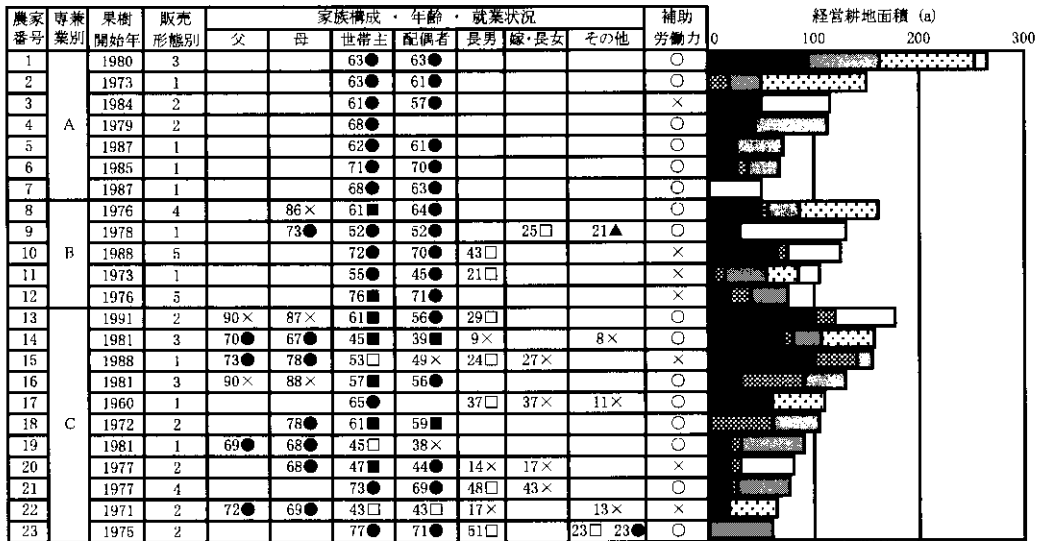 農家番号 専兼業別 果樹開始年 販売形態別 家族構成・年齢・就業状況 補助労働力 経営耕地面積 (a)
父 母 世帯主 配偶者 長男 嫁・長女 その他 0 100 200 300
1 1980 3 63● 63● ○
2 1973 1 63● 61● ○
3 1984 2 61● 57● ×
4 A 1979 2 68● ○
5 1987 1 62● 61● ○
6 1985 1 71● 70● ○
7 1987 1 68● 63● ○
8 1976 4 86× 61■ 64● ○
9 1978 1 73● 52● 52● 25□ 21▲ ○
10 B 1988 5 72● 70● 43□ ×
11 1973 1 55● 45● 21□ ×
12 1976 5 76■ 71● ×
13 1991 2 90× 87× 61■ 56● 29□ ○
14 1981 3 70● 67● 45■ 39■ 9× 8× ○
15 1988 1 73● 78● 53□ 49× 24□ 27× ×
16 1981 3 90× 88× 57■ 56● ○
17 1960 1 65● 37□ 37× 11× ○
18 C 1972 2 78● 61■ 59■ ○
19 1981 1 69● 68● 45□ 38× ○
20 1977 2 68● 47■ 44● 14× 17× ×
21 1977 4 73● 69● 48□ 43× ○
22 1971 2 72● 69● 43□ 43□ 17× 13× ×
23 1975 2 77● 71● 51□ 23□ 23● ○